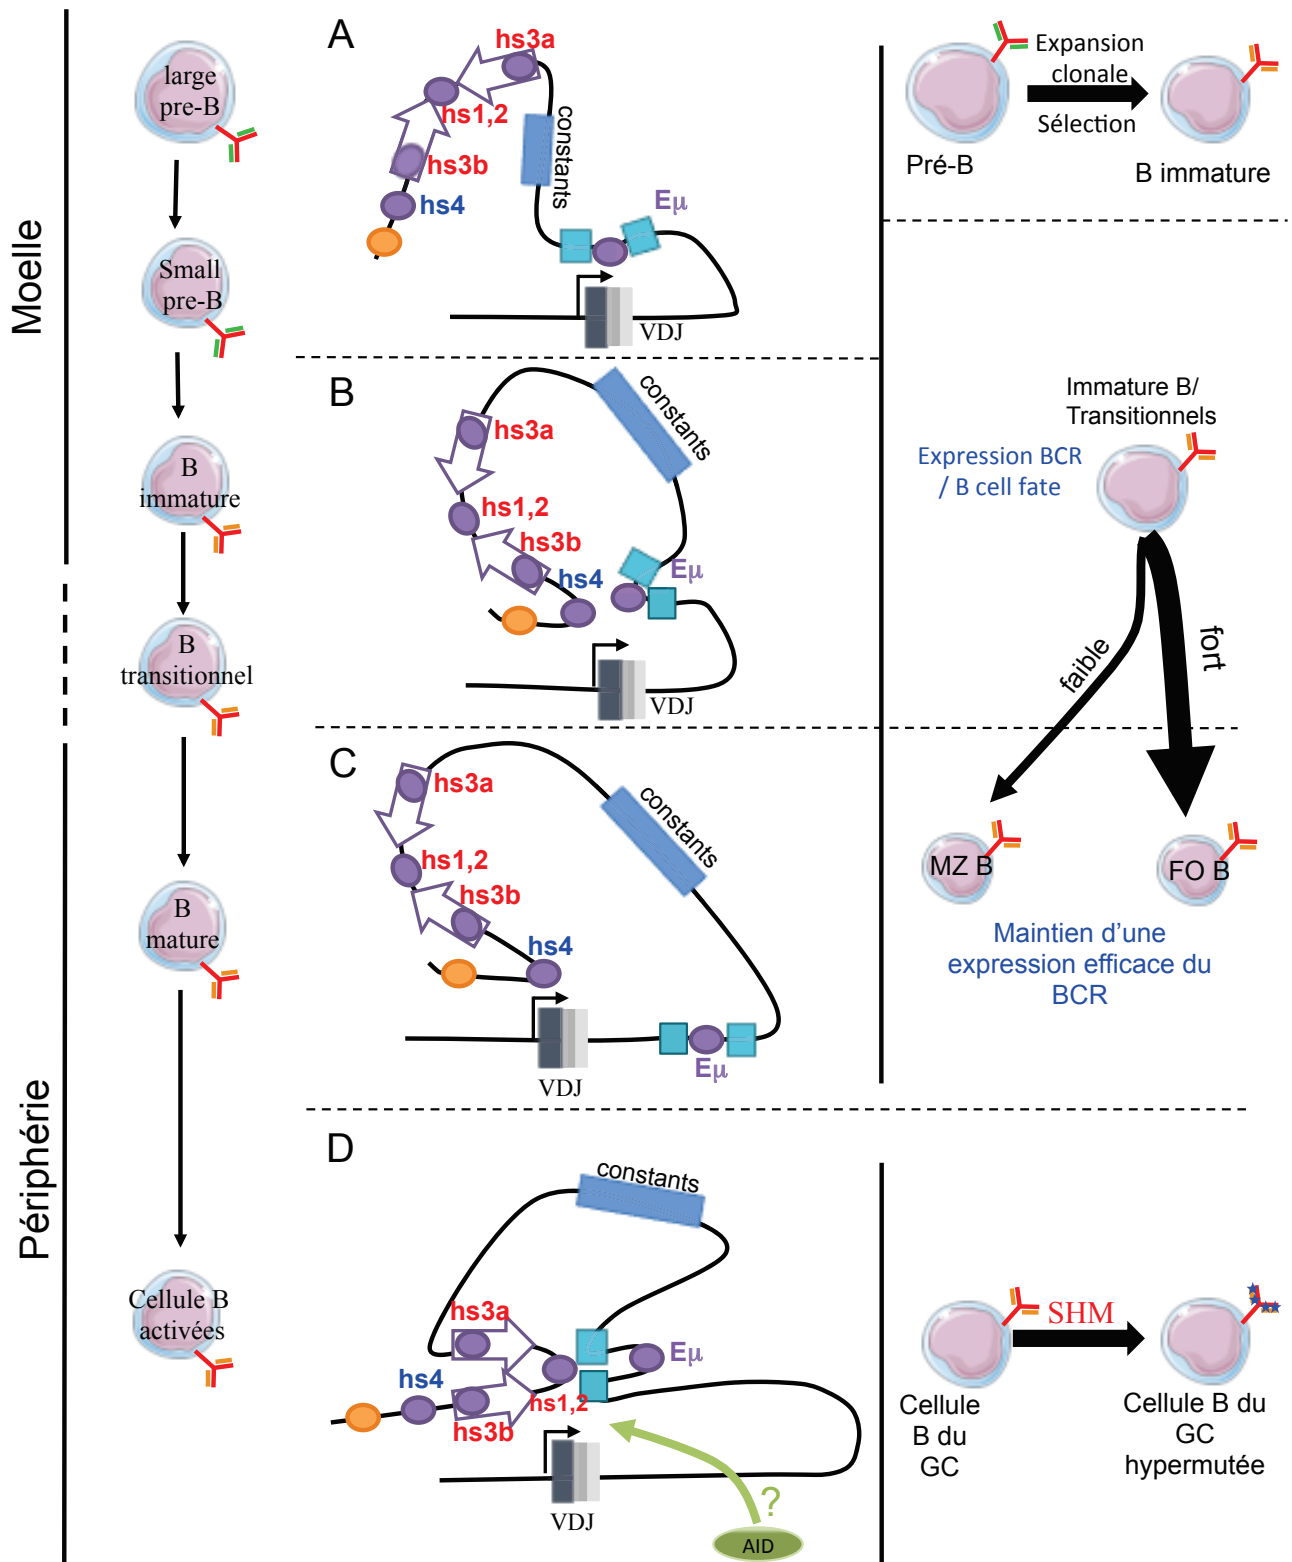 Moelle
Périphérie
large
pre-B
Small
pre-B
B
immature
B
transitionnel
B
mature
Cellule B
activées
A
hs3a
hs1,2
hs3b
hs4
constants
Eµ
VDJ
B
constants
hs3a
hs1,2
hs3b
hs4
Eµ
VDJ
C
hs3a
constants
hs1,2
hs3b
hs4
Eµ
VDJ
D
constants
hs3a
Eµ
hs4
hs1,2
hs3b
VDJ
?
AID
Expansion
clonale
Sélection
Pré-B
B immature
Immature B/
Transitionnels
Expression BCR
/ B cell fate
faible
fort
MZ B
FO B
Maintien d’une
expression efficace du
BCR
SHM
Cellule
B du
GC
Cellule B du
GC
hypermutée